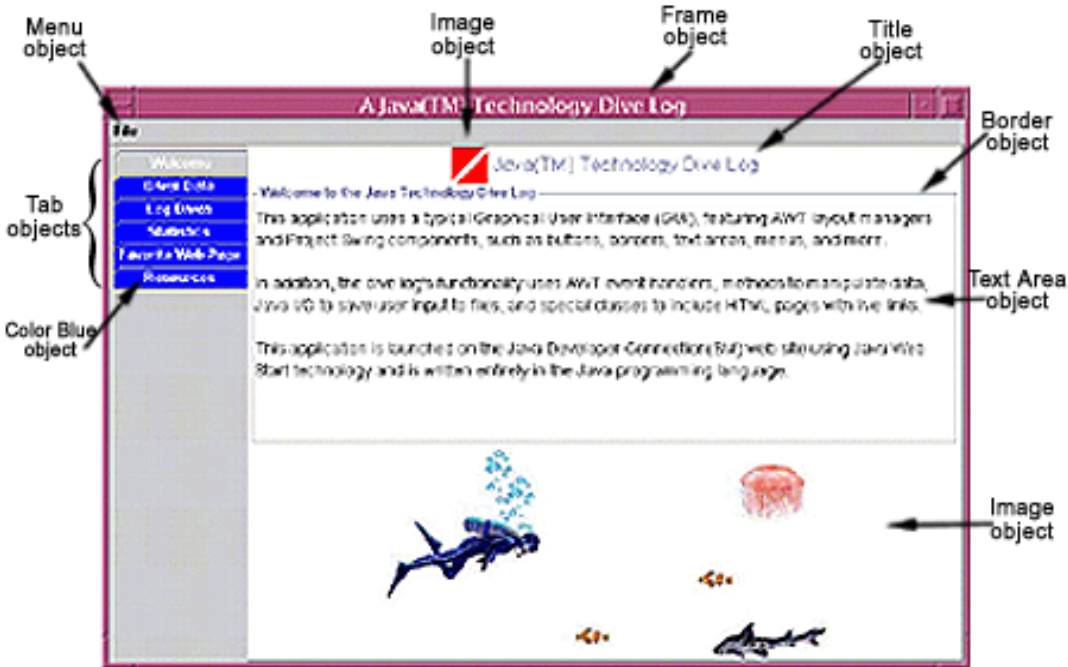 Menu
object
Image
object
Frame
object
Title
object
A Java(TM) Technology Dive Log
File
Border
object
Welcome
Java(TM) Technology Dive Log
Tab
objects
Log Dives
Statistics
Favorite Web Page
Resources
Welcome to the Java Technology Dive Log
This application uses a typical Graphical User Interface (GUI), featuring AWT layout managers
and Project Swing components, such as buttons, borders, text areas, menus, and more.
In addition, the dive log's functionality uses AWT event handlers, methods to manipulate data,
Java I/O to save user input to files, and special classes to include HTML pages with live links.
Text Area
object
Color Blue
object
This application is launched on the Java Developer Connection(SM) web site using Java Web
Start technology and is written entirely in the Java programming language.
Image
object